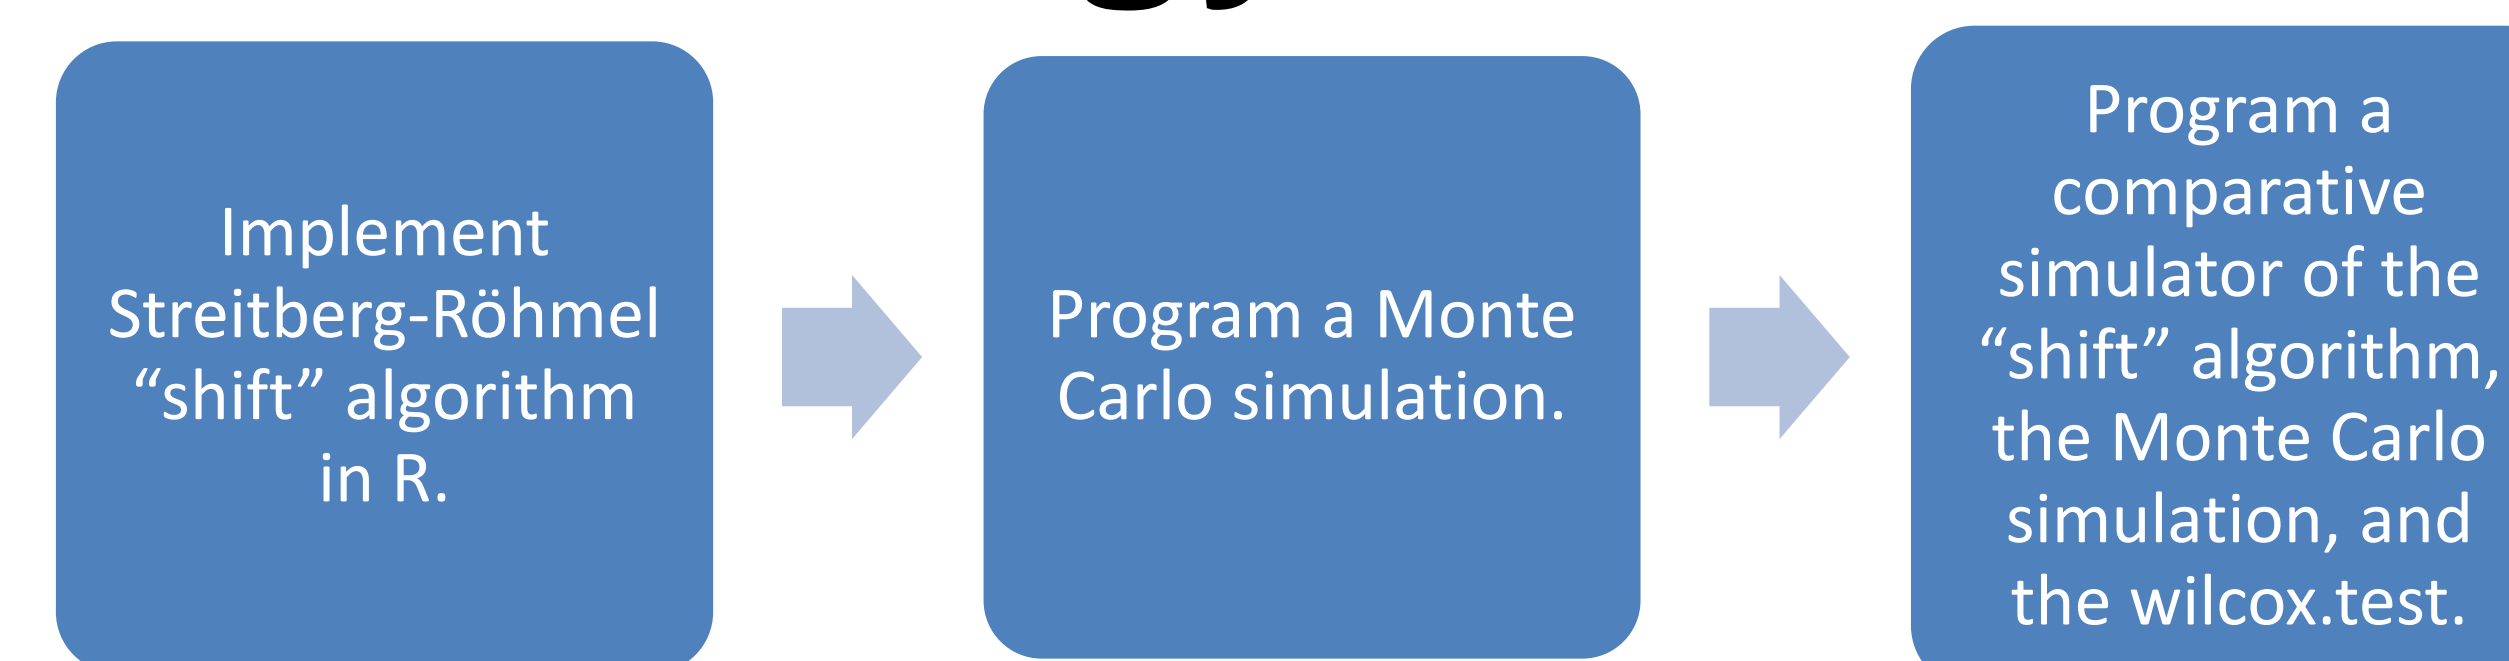 Implement
Streitberg-Röhmel
“shift” algorithm
in R.
Program a Monte
Carlo simulation.
Program a
comparative
simulator of the
“shift” algorithm,
the Monte Carlo
simulation, and
the wilcox.test.